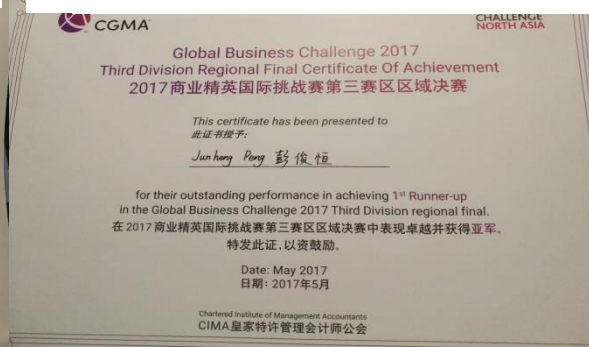 CGMA
CHALLENGE
NORTH ASIA
Global Business Challenge 2017
Third Division Regional Final Certificate Of Achievement
2017商业精英国际挑战赛第三赛区区域决赛
This certificate has been presented to
此证书授予:
Junheng Peng 彭俊恒
for their outstanding performance in achieving 1st Runner-up
in the Global Business Challenge 2017 Third Division regional final.
在2017商业精英国际挑战赛第三赛区区域决赛中表现卓越并获得亚军。
特发此证,以资鼓励。
Date: May 2017
日期: 2017年5月
Chartered Institute of Management Accountants
CIMA皇家特许管理会计师公会